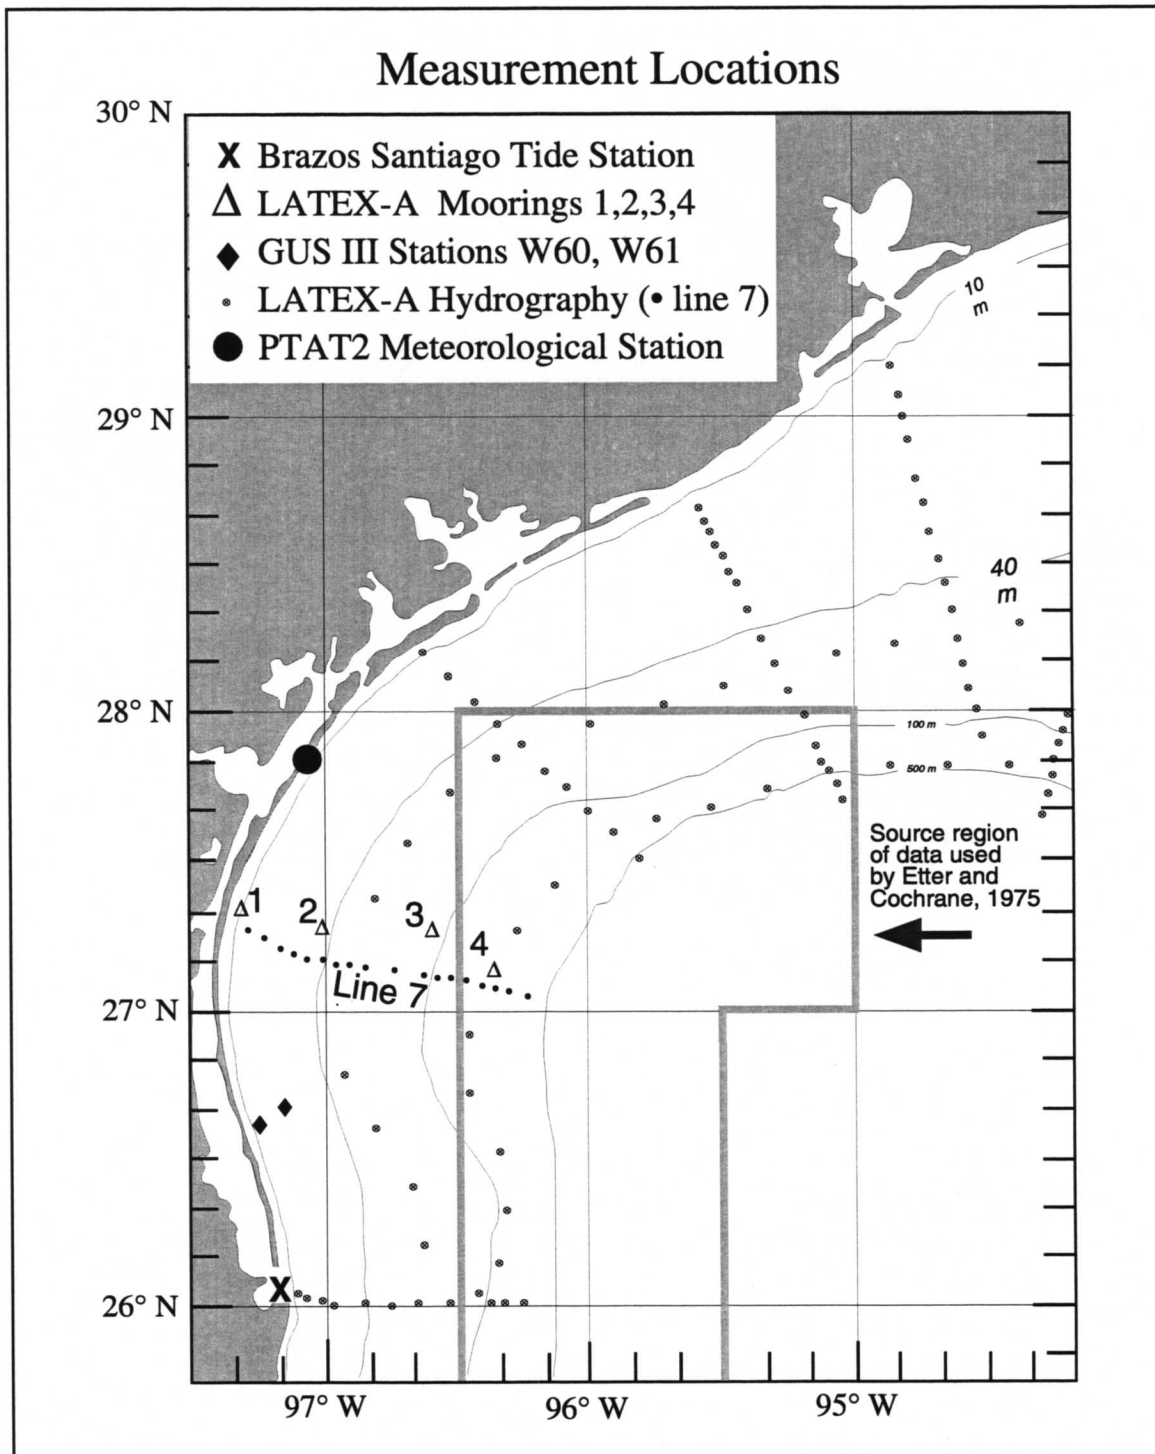 Measurement Locations
30° N
X Brazos Santiago Tide Station
Δ LATEX-A Moorings 1,2,3,4
◆ GUS III Stations W60, W61
⊗ LATEX-A Hydrography (• line 7)
● PTAT2 Meteorological Station
10
m
29° N
40
m
28° N
100 m
500 m
Source region
of data used
by Etter and
Cochrane, 1975
1
2
3
4
Line 7
27° N
X
26° N
97° W
96° W
95° W